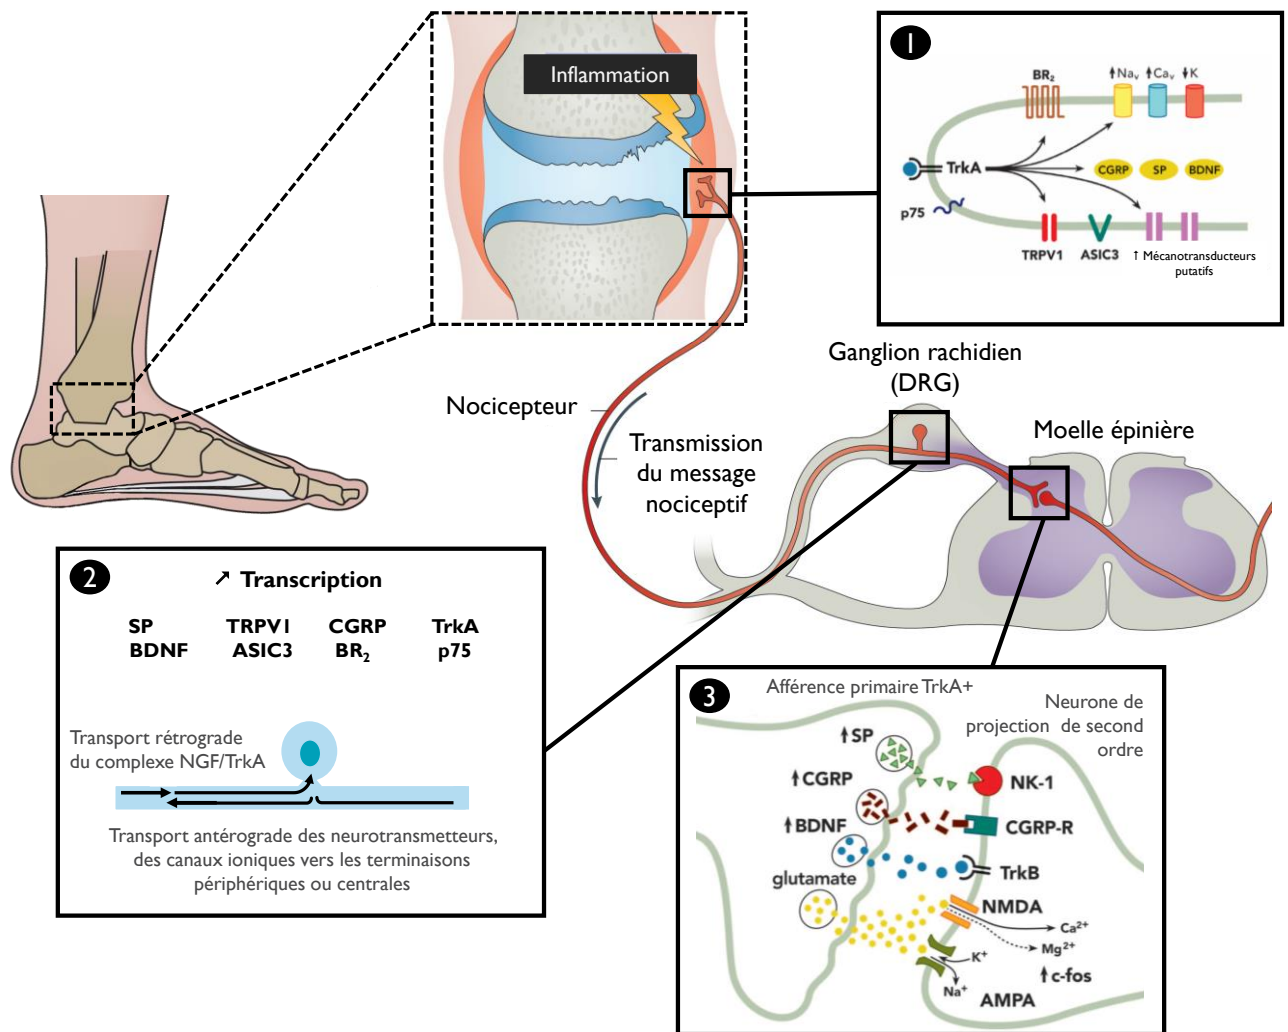 Inflammation
1
BR₂
↑Naᵥ ↑Caᵥ ↓K
TrkA
CGRP SP BDNF
p75
TRPV1 ASIC3 ↑ Mécanotransducteurs
putatifs
Ganglion rachidien
(DRG)
Nocicepteur
Transmission
du message
nociceptif
Moelle épinière
2
↗ Transcription
SP TRPV1 CGRP TrkA
BDNF ASIC3 BR₂ p75
Transport rétrograde
du complexe NGF/TrkA
Transport antérograde des neurotransmetteurs,
des canaux ioniques vers les terminaisons
périphériques ou centrales
3
Afférence primaire TrkA+
Neurone de
projection de second
ordre
↑SP
NK-1
↑CGRP
CGRP-R
↑BDNF
TrkB
glutamate
NMDA
Ca²⁺
Mg²⁺
K⁺
↑c-fos
Na⁺
AMPA